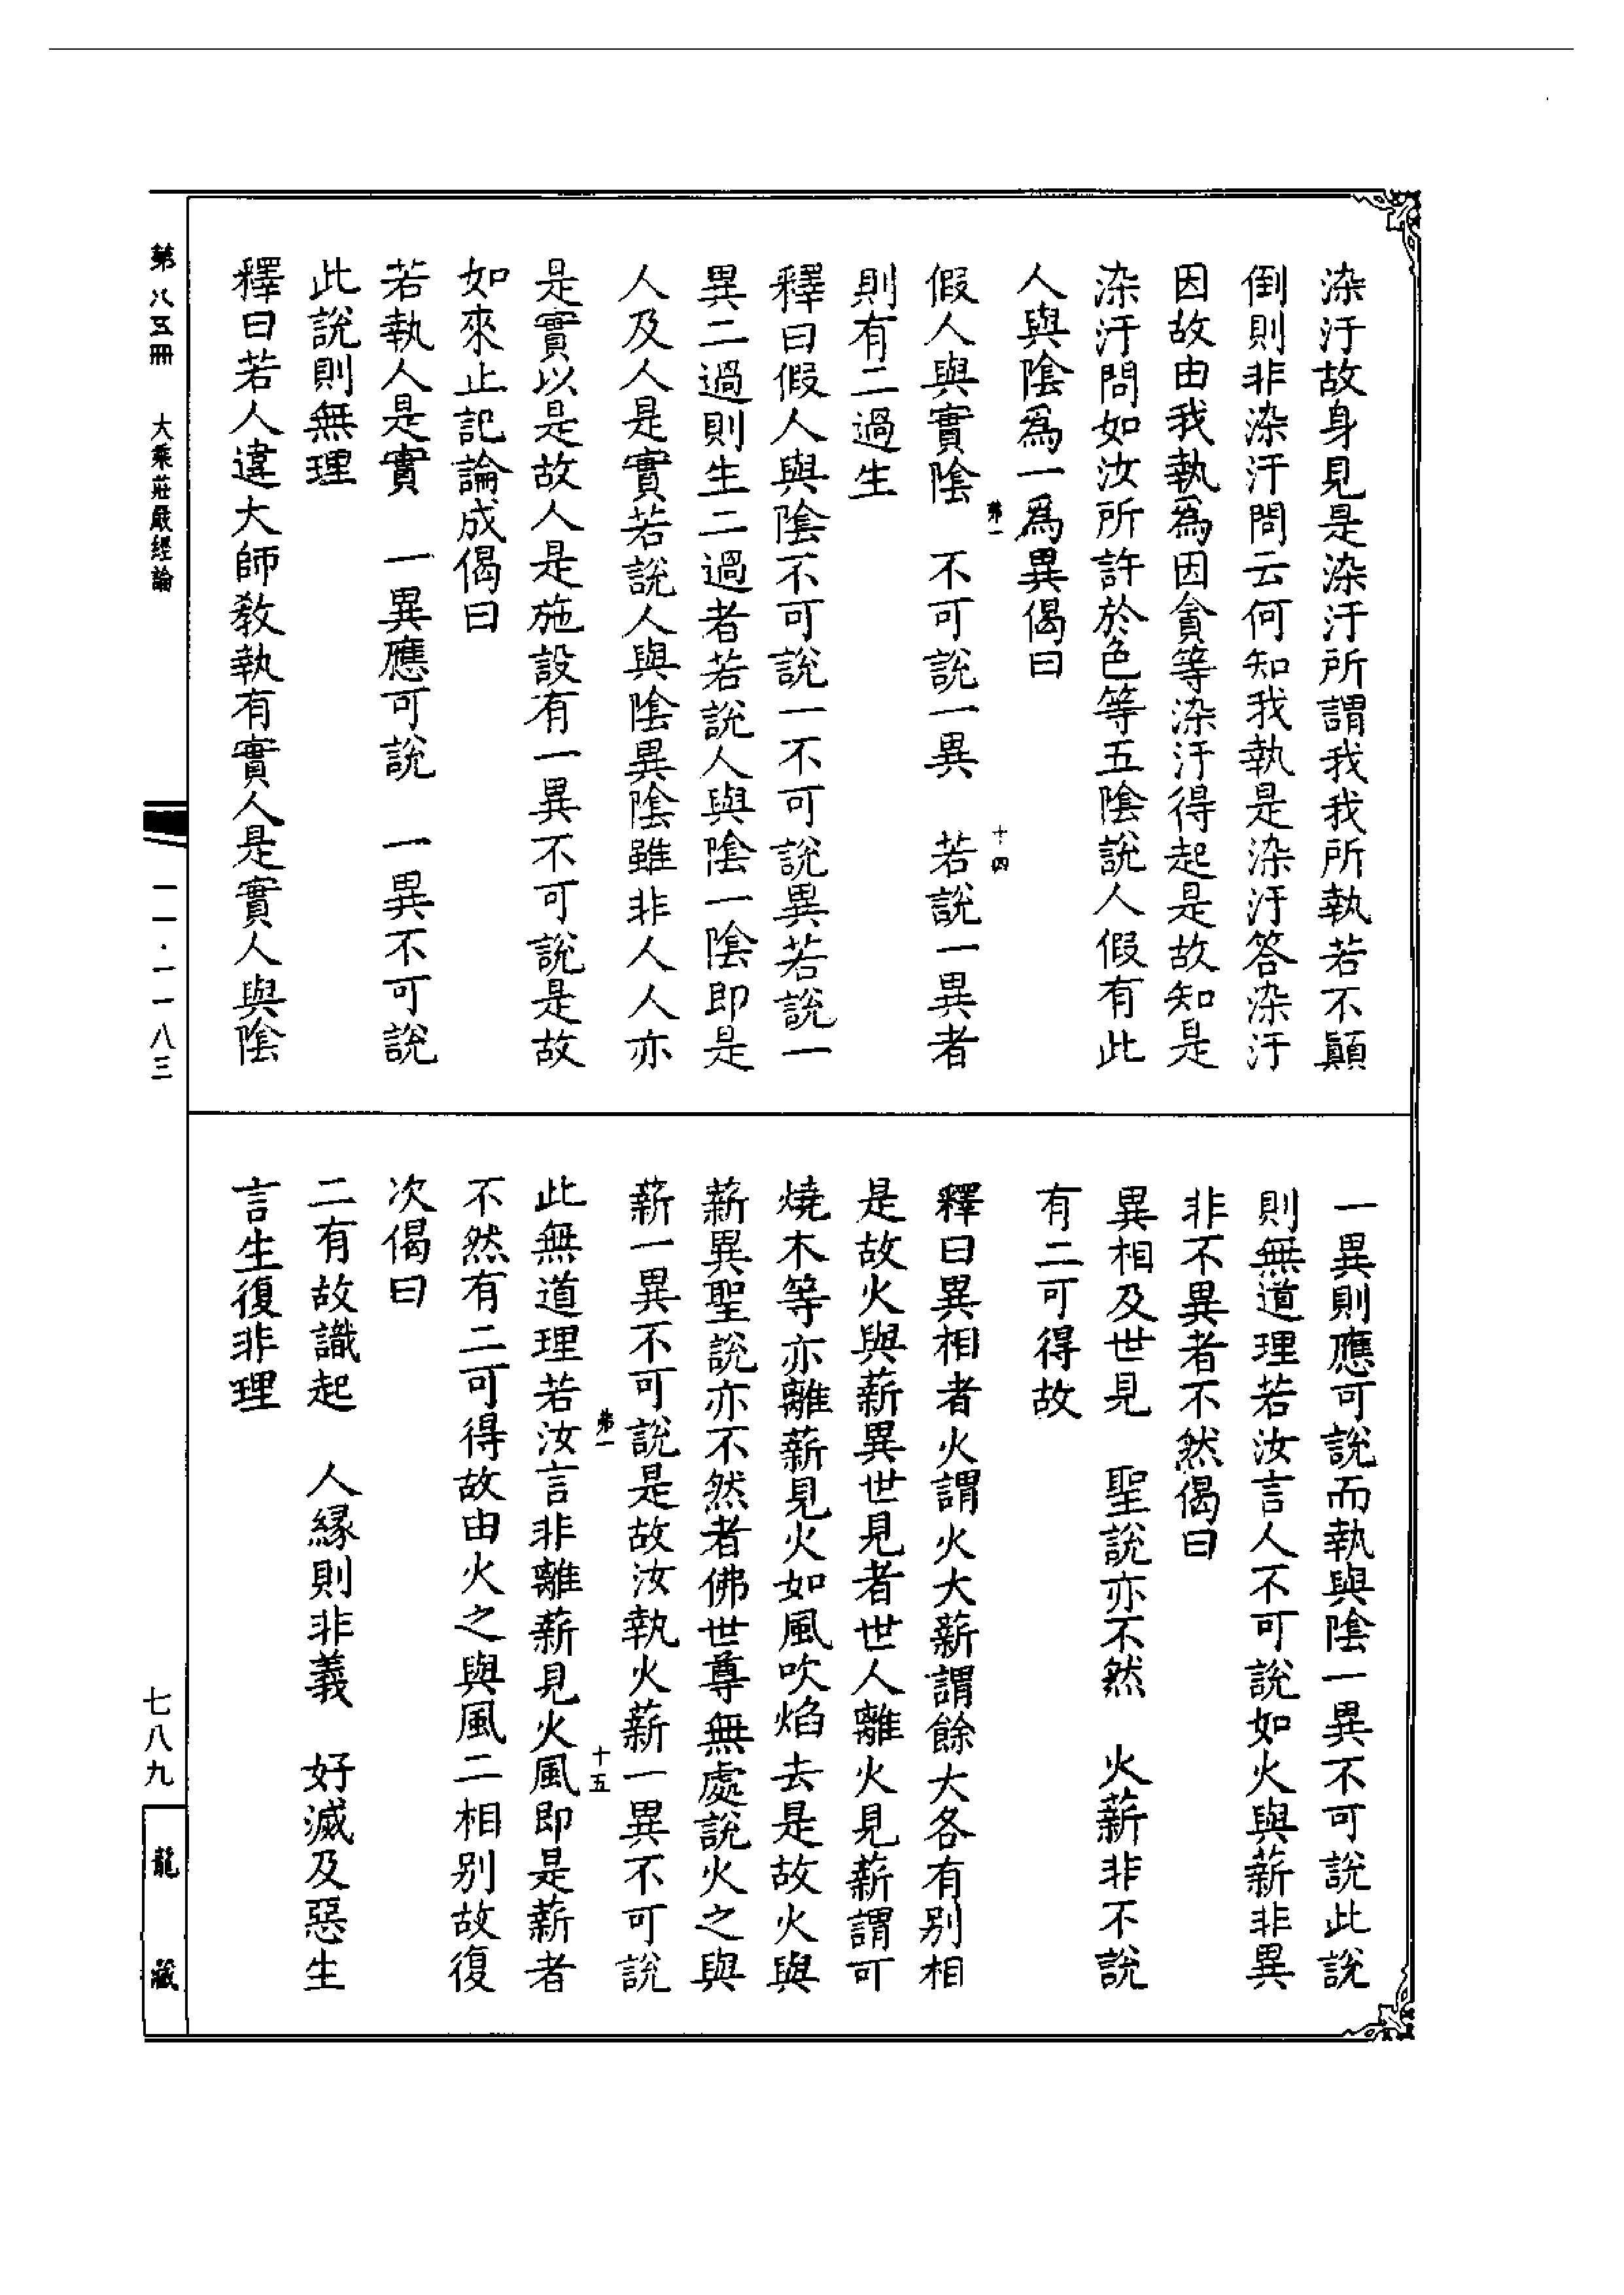 染汙故身見是染汙所謂我我所執若不顚
倒則非染汙問云何知我執是染汙答染汙
因故由我執爲因貪等染汙得起是故知是
染汙問如汝所許於色等五陰說人假有此
人與陰爲一爲異偈曰
第一
十四
假人與實陰　不可說一異　若說一異者
則有二過生
釋曰假人與陰不可說一不可說異若說一
異二過則生二過者若說人與陰一陰即是
人及人是實若說人與陰異陰雖非人人亦
是實以是故人是施設有一異不可說是故
如來止記論成偈曰
若執人是實　一異應可說　一異不可說
此說則無理
釋曰若人違大師敎執有實人是實人與陰
一異則應可說而執與陰一異不可說此說
則無道理若汝言人不可說如火與薪非異
非不異者不然偈曰
異相及世見　聖說亦不然　火薪非不說
有二可得故
釋曰異相者火謂火大薪謂餘大各有別相
是故火與薪異世見者世人離火見薪謂可
燒木等亦離薪見火如風吹焰去是故火與
薪異聖說亦不然者佛世尊無處說火之與
薪一異不可說是故汝執火薪一異不可說
第一
十五
此無道理若汝言非離薪見火風即是薪者
不然有二可得故由火之與風二相別故復
次偈曰
二有故識起　人緣則非義　好滅及惡生
言生復非理
第八五冊　大乘莊嚴經論
一一·一一八三
七八九
龍藏